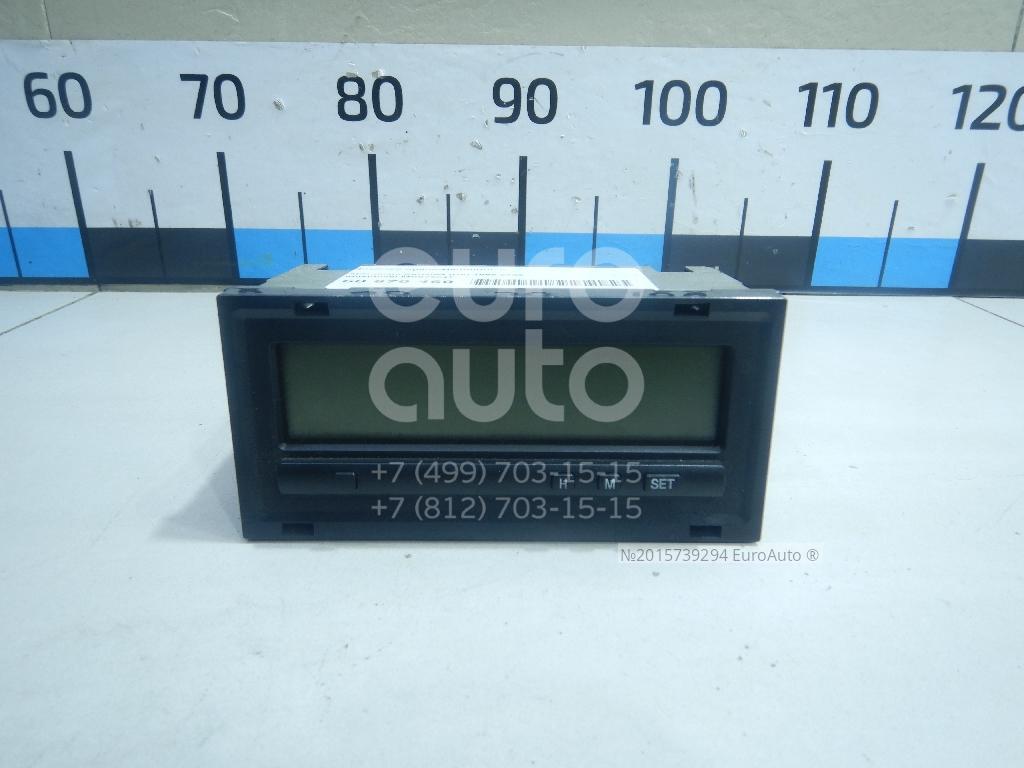 60 70 80 90 100 110 120
euro
auto
+7 (499) 703-15-15
H M SET
+7 (812) 703-15-15
№2015739294 EuroAuto ®